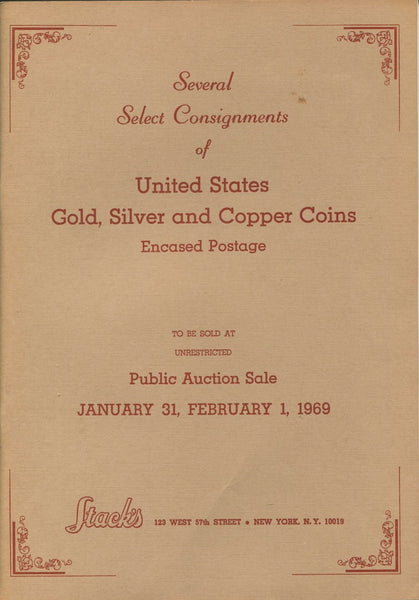 Several
Select Consignments
of
United States
Gold, Silver and Copper Coins
Encased Postage
TO BE SOLD AT
UNRESTRICTED
Public Auction Sale
JANUARY 31, FEBRUARY 1, 1969
Stack's 123 WEST 57th STREET • NEW YORK, N. Y. 10019